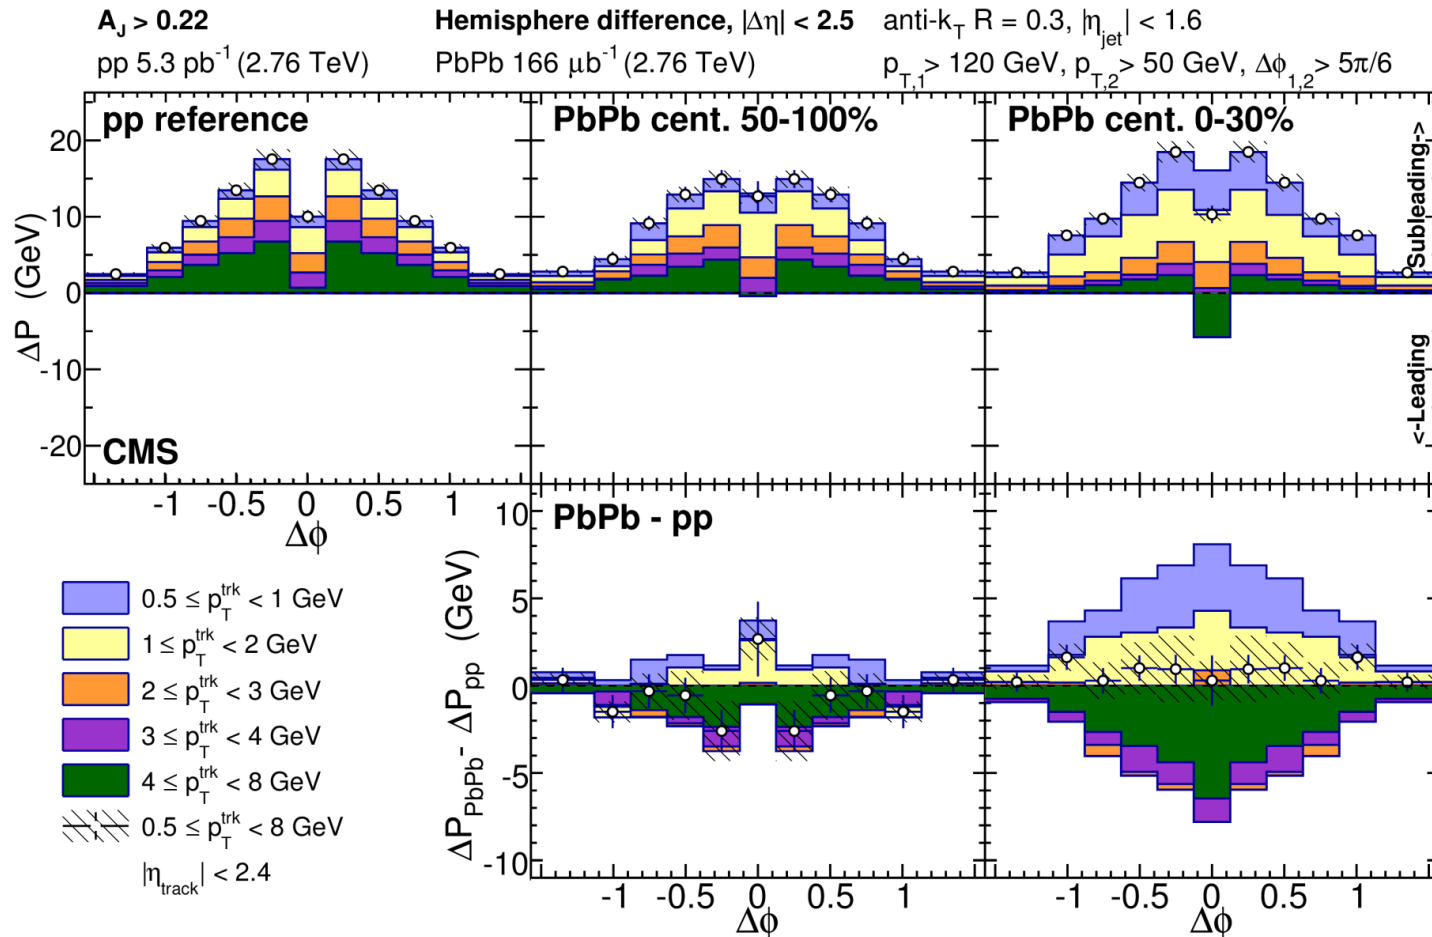 A_J > 0.22 Hemisphere difference, |Δη| < 2.5 anti-k_T R = 0.3, |η_jet| < 1.6
pp 5.3 pb^-1 (2.76 TeV) PbPb 166 μb^-1 (2.76 TeV) p_T,1 > 120 GeV, p_T,2 > 50 GeV, Δϕ_1,2 > 5π/6
pp reference
PbPb cent. 50-100%
PbPb cent. 0-30%
20
10
0
-10
-20
ΔP (GeV)
Subleading->
<-Leading
CMS
-1 -0.5 0 0.5 1
Δϕ
PbPb - pp
10
5
0
-5
-10
ΔP_PbPb - ΔP_pp (GeV)
0.5 ≤ p_T^trk < 1 GeV
1 ≤ p_T^trk < 2 GeV
2 ≤ p_T^trk < 3 GeV
3 ≤ p_T^trk < 4 GeV
4 ≤ p_T^trk < 8 GeV
0.5 ≤ p_T^trk < 8 GeV
|η_track| < 2.4
-1 -0.5 0 0.5 1
Δϕ
-1 -0.5 0 0.5 1
Δϕ